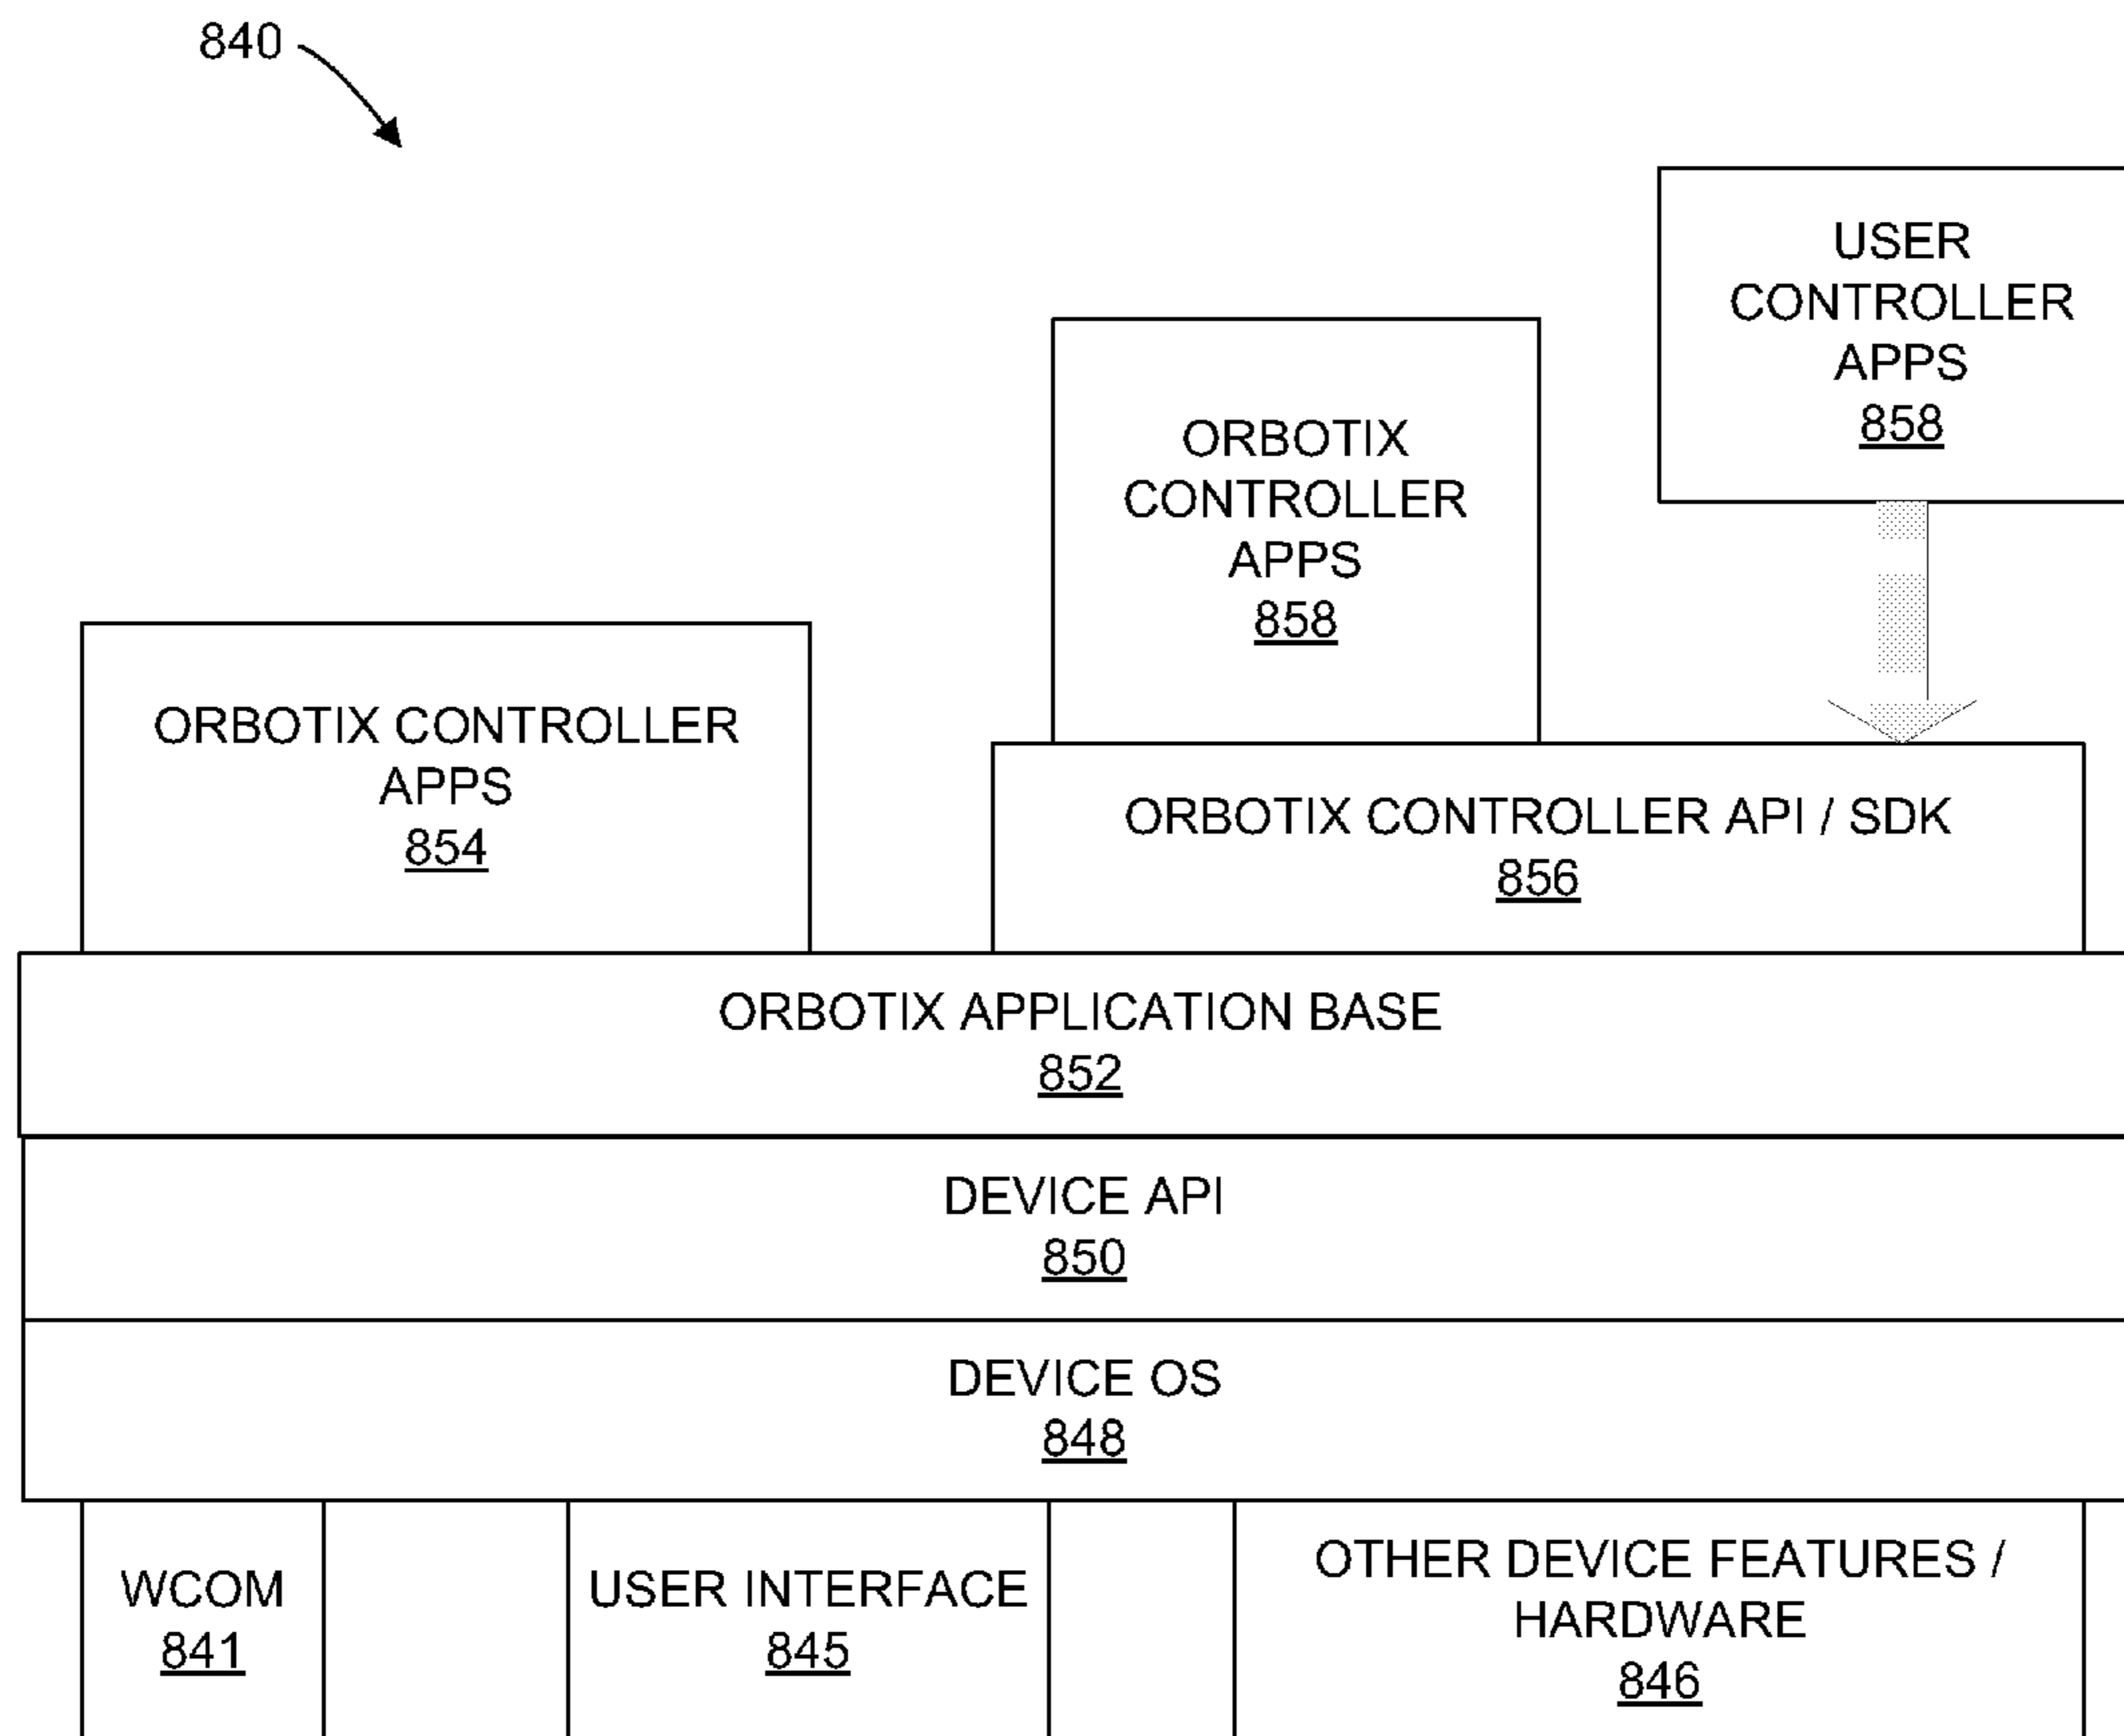 840
USER
CONTROLLER
APPS
858
ORBOTIX
CONTROLLER
APPS
858
ORBOTIX CONTROLLER
APPS
854
ORBOTIX CONTROLLER API / SDK
856
ORBOTIX APPLICATION BASE
852
DEVICE API
850
DEVICE OS
848
WCOM
841
USER INTERFACE
845
OTHER DEVICE FEATURES /
HARDWARE
846